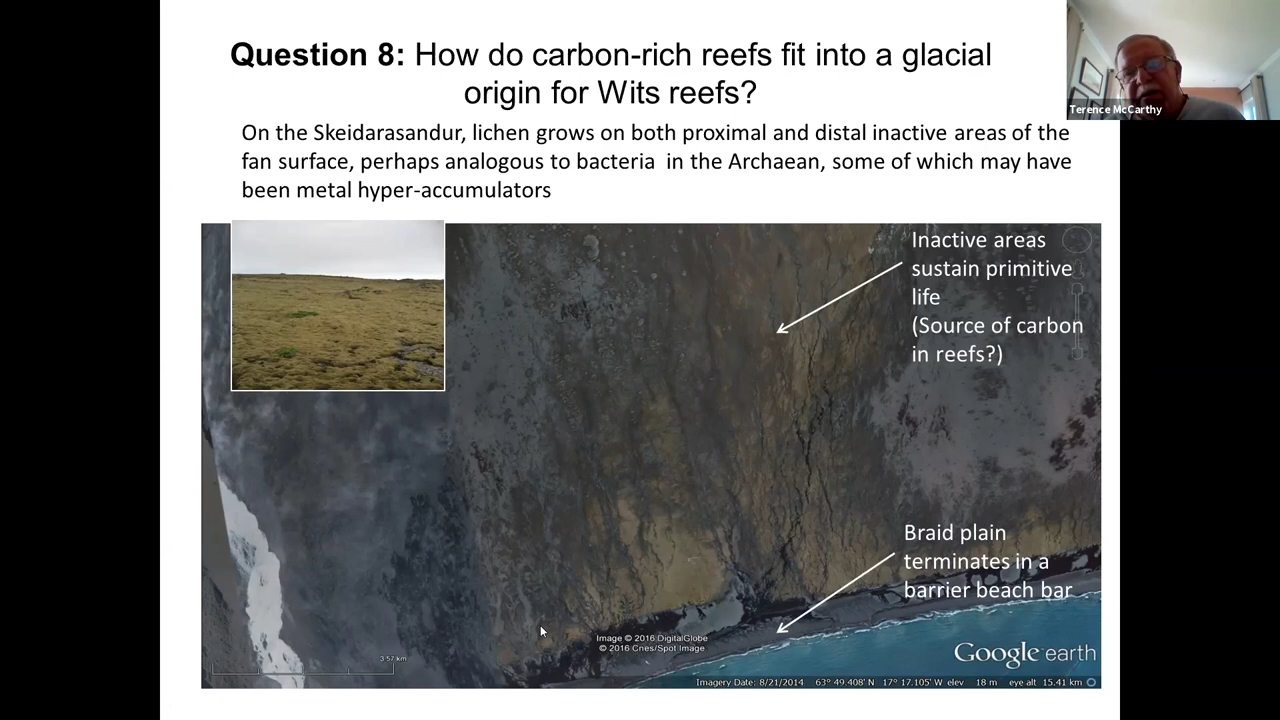 Question 8: How do carbon-rich reefs fit into a glacial
origin for Wits reefs?
Terence McCarthy
On the Skeidarasandur, lichen grows on both proximal and distal inactive areas of the
fan surface, perhaps analogous to bacteria in the Archaean, some of which may have
been metal hyper-accumulators
Inactive areas
sustain primitive
life
(Source of carbon
in reefs?)
Braid plain
terminates in a
barrier beach bar
Image © 2016 DigitalGlobe
© 2016 Cnes/Spot Image
Google earth
3.57 km
Imagery Date: 8/21/2014 63° 49.408' N 17° 17.105' W elev 18 m eye alt 15.41 km